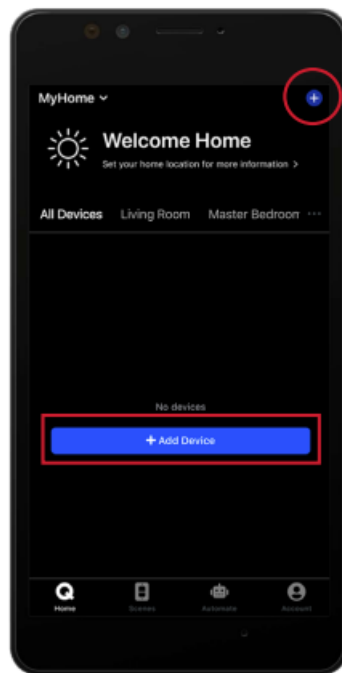 MyHome
Welcome Home
Set your home location for more information >
All Devices Living Room Master Bedroom ...
No devices
+ Add Device
Home Scenes Automate Account